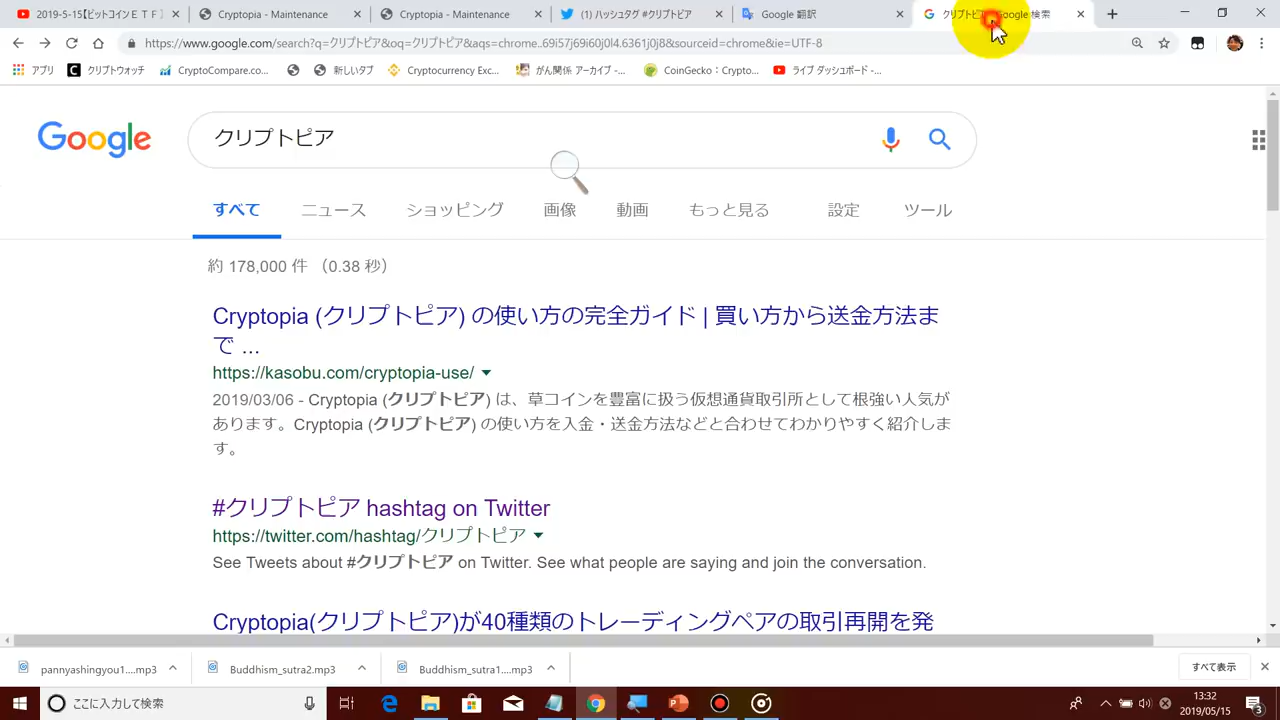 2019-5-15【ビットコインＥＴＦ
Cryptopia - Maintenance
Cryptopia - Maintenance
(1) ハッシュタグ #クリプトピア
Google 翻訳
Google 検索
https://www.google.com/search?q=クリプトピア&oq=クリプトピア&aqs=chrome..69i57j69i60j0l4.6361j0j8&sourceid=chrome&ie=UTF-8
アプリ
クリプトウォッチ
CryptoCompare.co...
新しいタブ
Cryptocurrency Exc...
がん関係 アーカイブ -...
CoinGecko：Crypto...
ライブ ダッシュボード -...
Google
クリプトピア
すべて
ニュース
ショッピング
画像
動画
もっと見る
設定
ツール
約 178,000 件 （0.38 秒）
Cryptopia (クリプトピア) の使い方の完全ガイド | 買い方から送金方法ま
で ...
https://kasobu.com/cryptopia-use/
2019/03/06 - Cryptopia (クリプトピア) は、草コインを豊富に扱う仮想通貨取引所として根強い人気が
あります。Cryptopia (クリプトピア) の使い方を入金・送金方法などと合わせてわかりやすく紹介しま
す。
#クリプトピア hashtag on Twitter
https://twitter.com/hashtag/クリプトピア
See Tweets about #クリプトピア on Twitter. See what people are saying and join the conversation.
Cryptopia(クリプトピア)が40種類のトレーディングペアの取引再開を発
pannyashingyou1....mp3
Buddhism_sutra2.mp3
Buddhism_sutra1....mp3
すべて表示
ここに入力して検索
13:32
2019/05/15
3